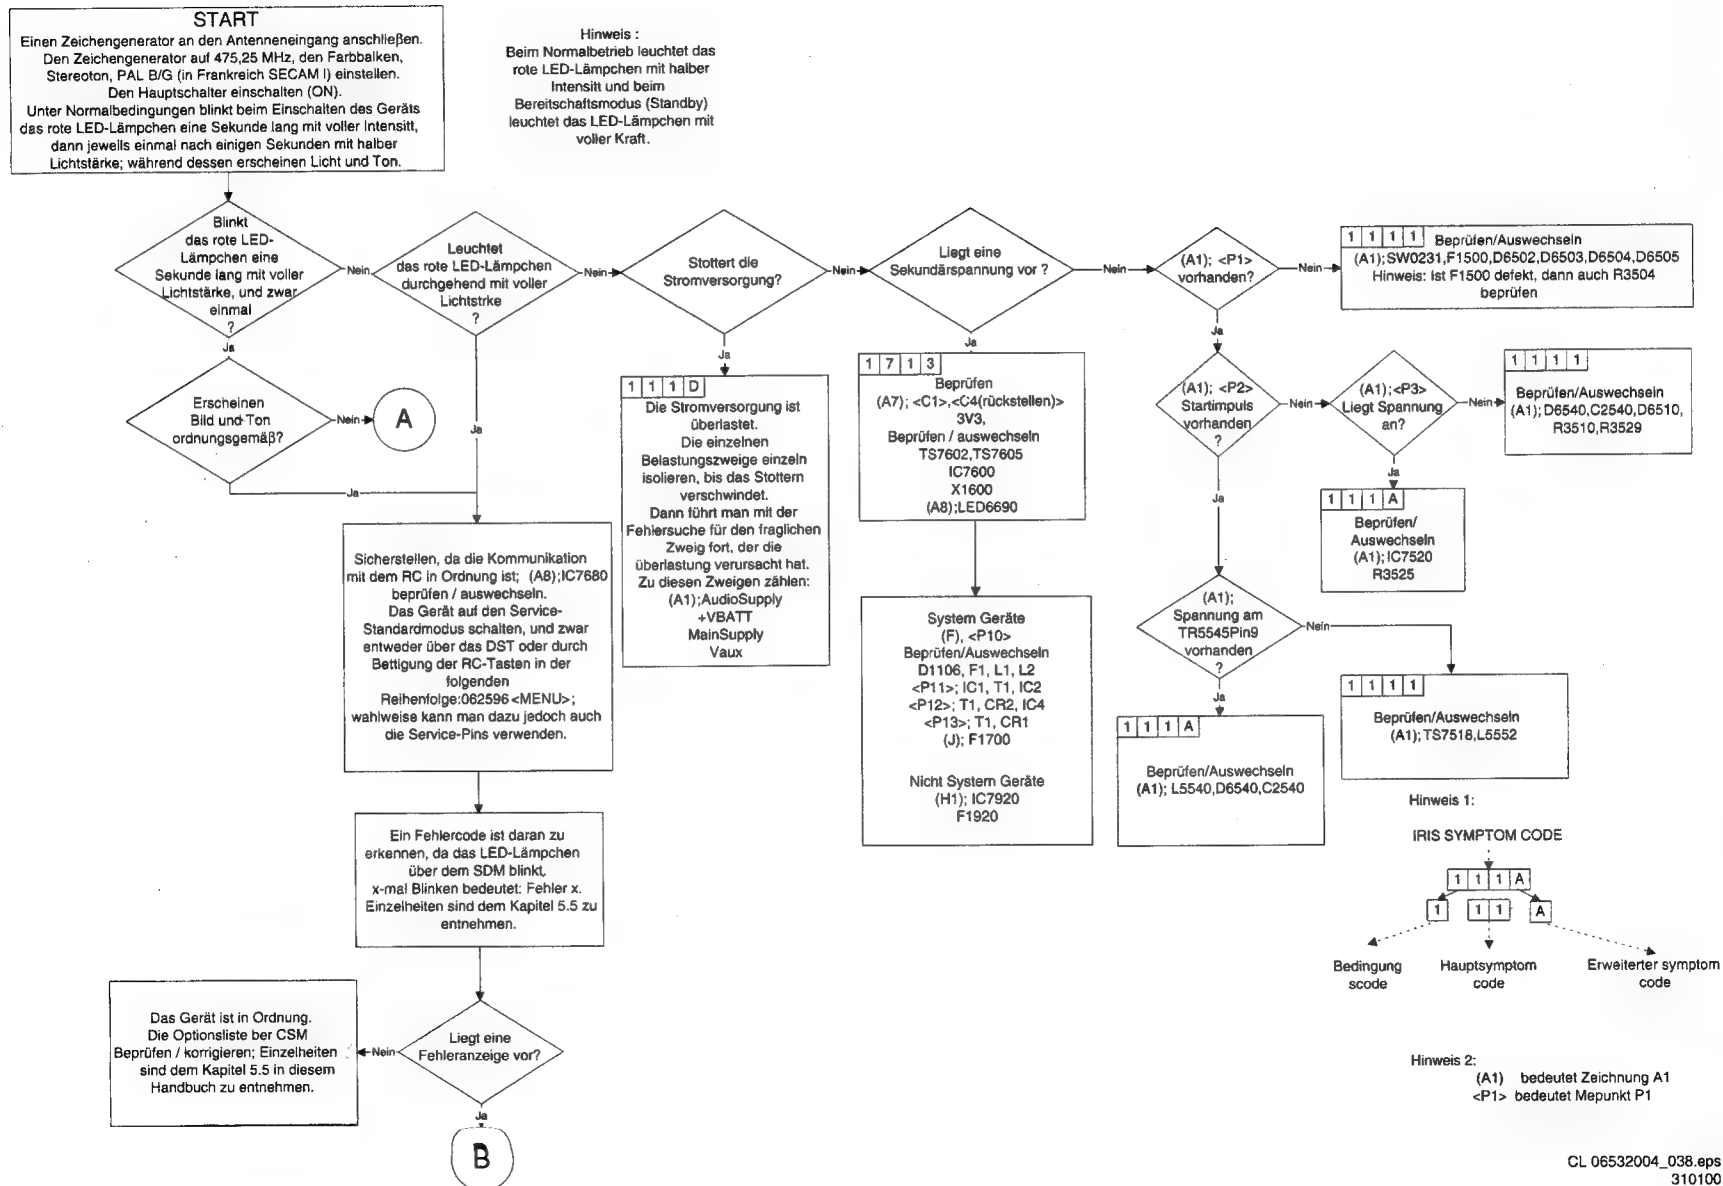 START
Einen Zeichengenerator an den Antenneneingang anschließen.
Den Zeichengenerator auf 475,25 MHz, den Farbbalken,
Stereoton, PAL B/G (in Frankreich SECAM I) einstellen.
Den Hauptschalter einschalten (ON).
Unter Normalbedingungen blinkt beim Einschalten des Geräts
das rote LED-Lämpchen eine Sekunde lang mit voller Intensitt,
dann jewells einmal nach einigen Sekunden mit halber
Lichtstärke; während dessen erscheinen Licht und Ton.
Hinweis :
Beim Normalbetrieb leuchtet das
rote LED-Lämpchen mit halber
Intensitt und beim
Bereitschaftsmodus (Standby)
leuchtet das LED-Lämpchen mit
voller Kraft.
Blinkt
das rote LED-
Lämpchen eine
Sekunde lang mit voller
Lichtstärke, und zwar
einmal
?
Nein
Leuchtet
das rote LED-Lämpchen
durchgehend mit voller
Lichtstrke
?
Nein
Stottert die
Stromversorgung?
Nein
Liegt eine
Sekundärspannung vor ?
Nein
(A1); <P1>
vorhanden?
Nein
1 1 1 1
Beprüfen/Auswechseln
(A1);SW0231,F1500,D6502,D6503,D6504,D6505
Hinweis: Ist F1500 defekt, dann auch R3504
beprüfen
Ja
Erscheinen
Bild und Ton
ordnungsgemäß?
Nein
A
Ja
Ja
Ja
1 1 1 D
Die Stromversorgung ist
überlastet.
Die einzelnen
Belastungszweige einzeln
isolieren, bis das Stottern
verschwindet.
Dann führt man mit der
Fehlersuche für den fraglichen
Zweig fort, der die
überlastung verursacht hat.
Zu diesen Zweigen zählen:
(A1);AudioSupply
+VBATT
MainSupply
Vaux
Ja
1 7 1 3
Beprüfen
(A7); <C1>,<C4(rückstellen)>
3V3,
Beprüfen / auswechseln
TS7602,TS7605
IC7600
X1600
(A8);LED6690
System Geräte
(F), <P10>
Beprüfen/Auswechseln
D1106, F1, L1, L2
<P11>; IC1, T1, IC2
<P12>; T1, CR2, IC4
<P13>; T1, CR1
(J); F1700
Nicht System Geräte
(H1); IC7920
F1920
Ja
(A1); <P2>
Startimpuls
vorhanden
?
Nein
(A1);<P3>
Liegt Spannung
an?
Nein
1 1 1 1
Beprüfen/Auswechseln
(A1); D6540,C2540,D6510,
R3510,R3529
Ja
1 1 1 A
Beprüfen/
Auswechseln
(A1);IC7520
R3525
Ja
(A1);
Spannung am
TR5545Pin9
vorhanden
?
Nein
1 1 1 1
Beprüfen/Auswechseln
(A1); TS7518,L5552
Ja
1 1 1 A
Beprüfen/Auswechseln
(A1); L5540,D6540,C2540
Sicherstellen, da die Kommunikation
mit dem RC in Ordnung ist; (A8);IC7680
beprüfen / auswechseln.
Das Gerät auf den Service-
Standardmodus schalten, und zwar
entweder über das DST oder durch
Bettigung der RC-Tasten in der
folgenden
Reihenfolge:062596<MENU>;
wahlweise kann man dazu jedoch auch
die Service-Pins verwenden.
Ein Fehlercode ist daran zu
erkennen, da das LED-Lämpchen
über dem SDM blinkt,
x-mal Blinken bedeutet: Fehler x.
Einzelheiten sind dem Kapitel 5.5 zu
entnehmen.
Liegt eine
Fehleranzeige vor?
Nein
Das Gerät ist in Ordnung.
Die Optionsliste ber CSM
Beprüfen / korrigieren; Einzelheiten
sind dem Kapitel 5.5 in diesem
Handbuch zu entnehmen.
Ja
B
Hinweis 1:
IRIS SYMPTOM CODE
1 1 1 A
1 1 1 A
Bedingung
scode
Hauptsymptom
code
Erweiterter symptom
code
Hinweis 2:
(A1) bedeutet Zeichnung A1
<P1> bedeutet Mepunkt P1
CL 06532004_038.eps
310100